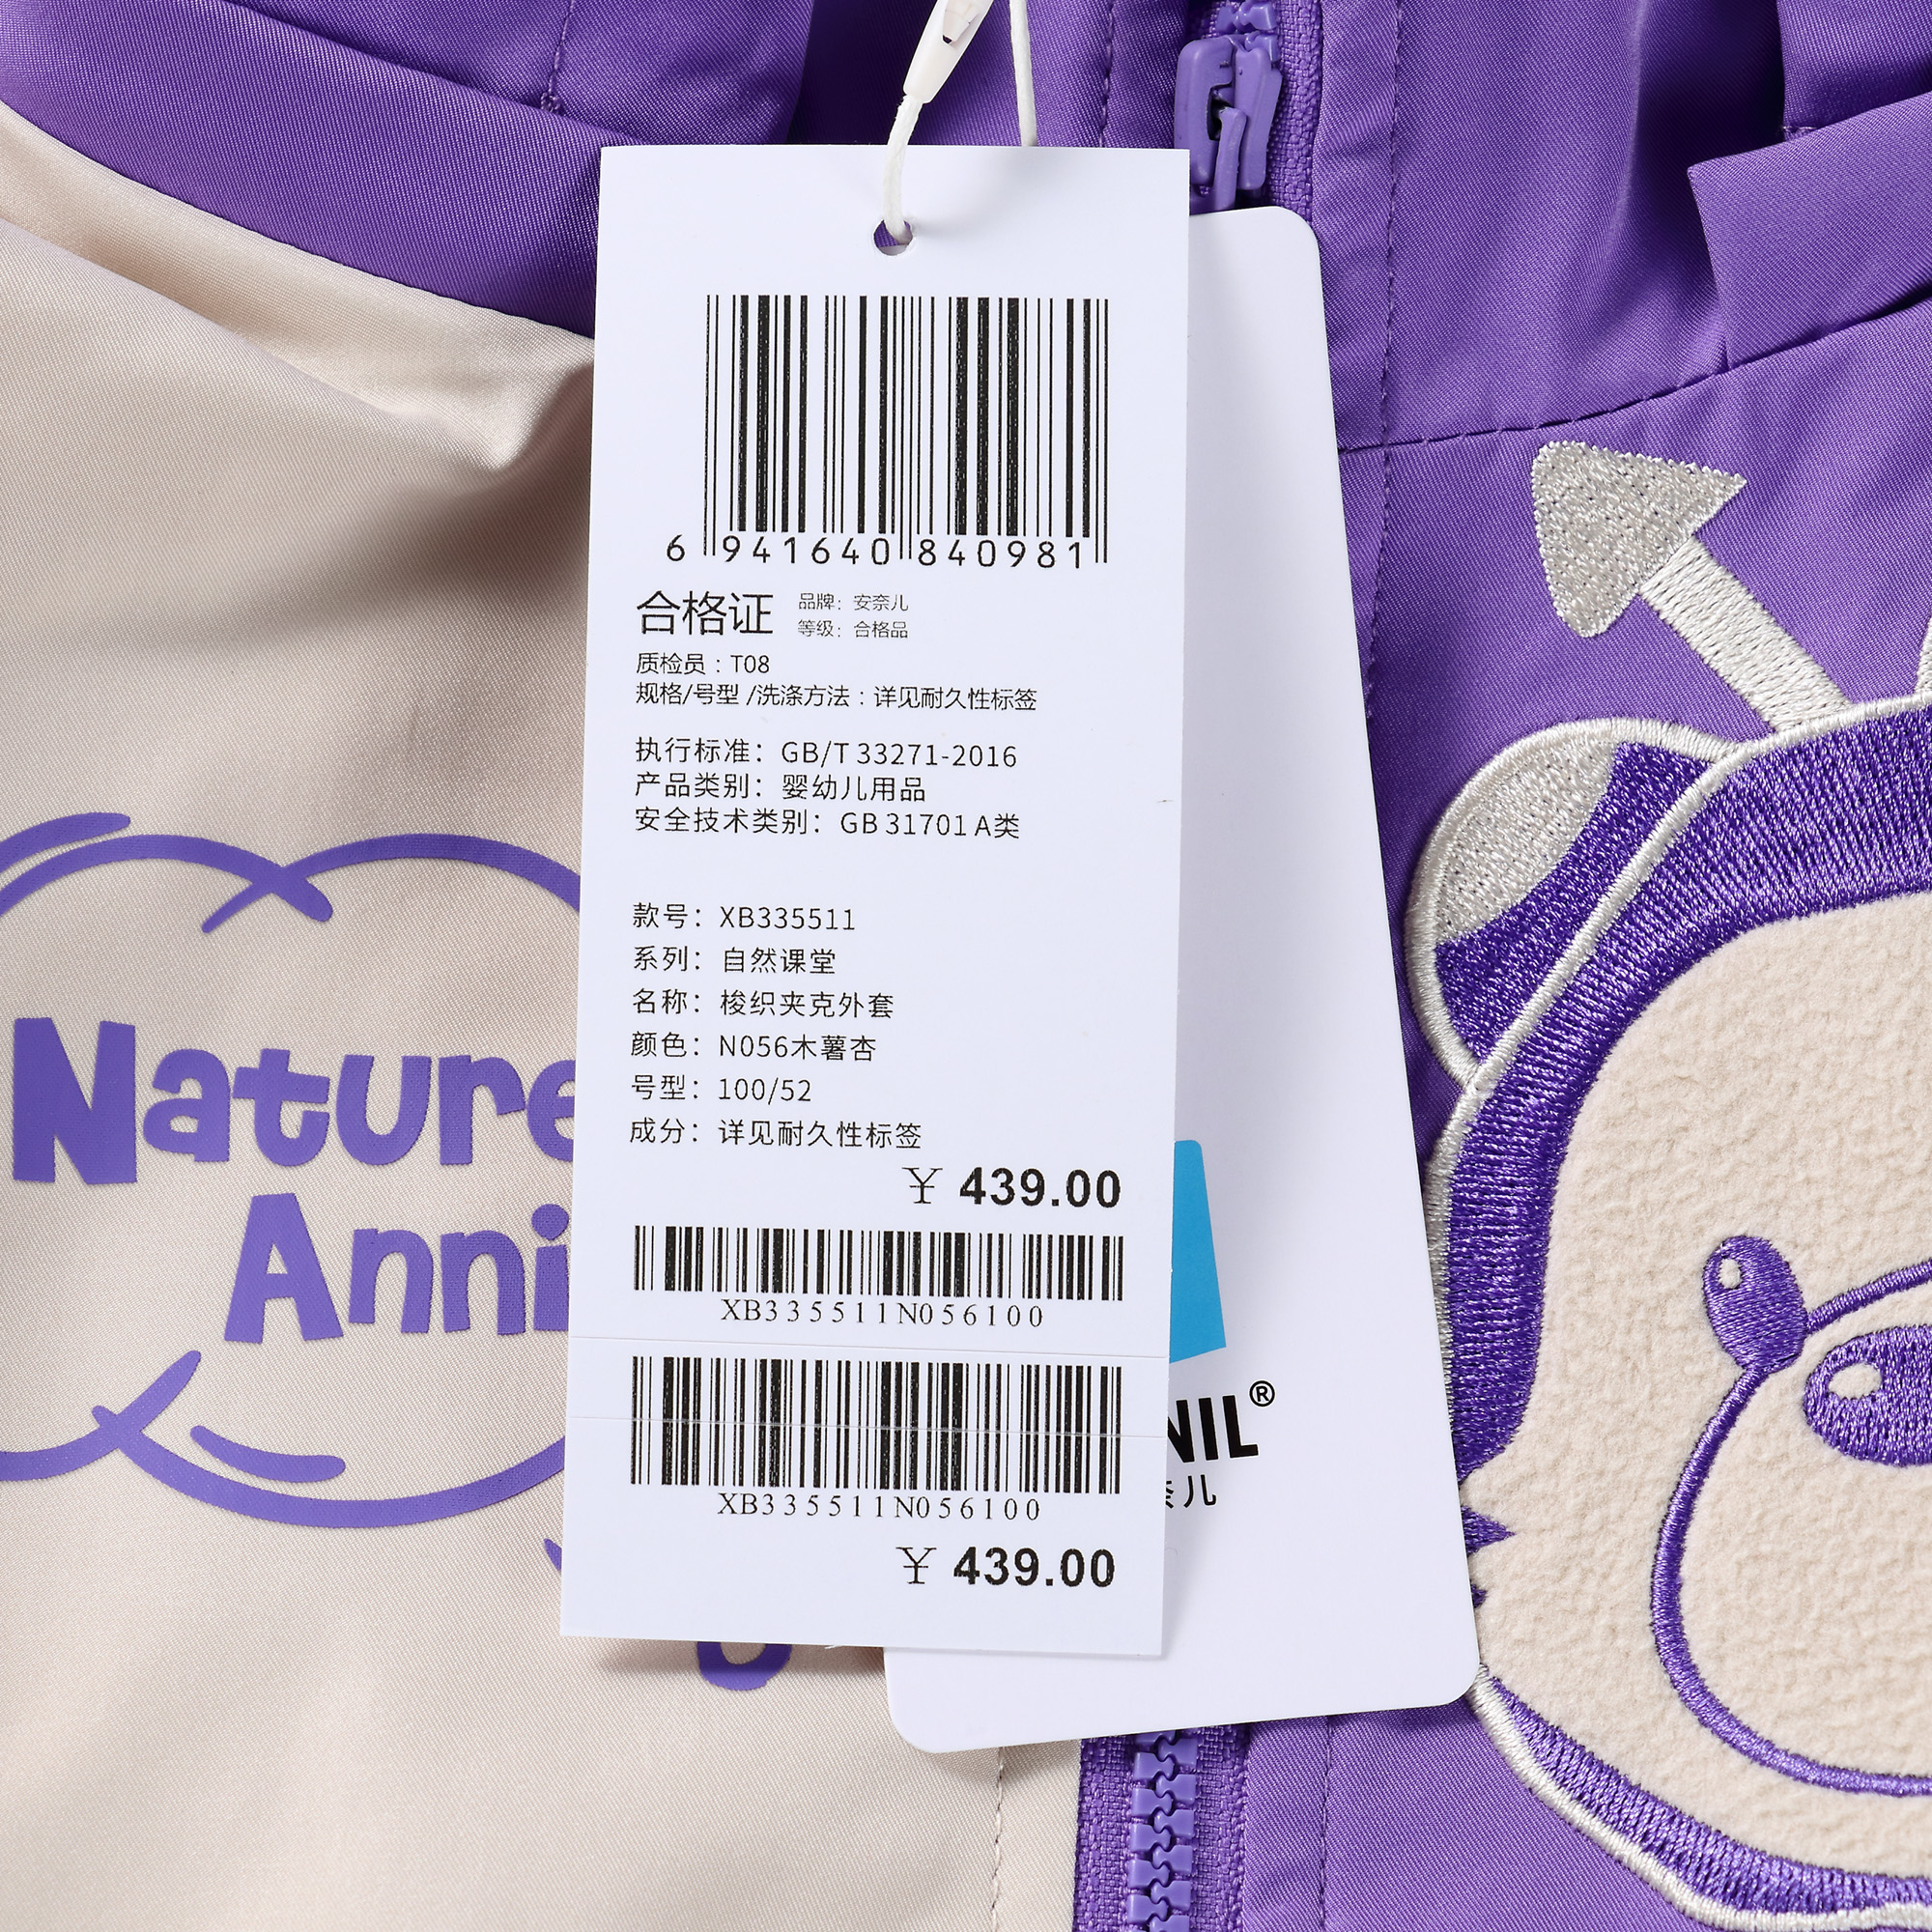 6 941640 840981
合格证
品牌：安奈儿
等级：合格品
质检员：T08
规格/号型 /洗涤方法：详见耐久性标签
执行标准：GB/T 33271-2016
产品类别：婴幼儿用品
安全技术类别：GB 31701 A类
款号：XB335511
系列：自然课堂
名称：梭织夹克外套
颜色：N056木薯杏
号型：100/52
成分：详见耐久性标签
￥ 439.00
XB335511N056100
XB335511N056100
￥ 439.00
Nature
Anni
NIL®
奈儿